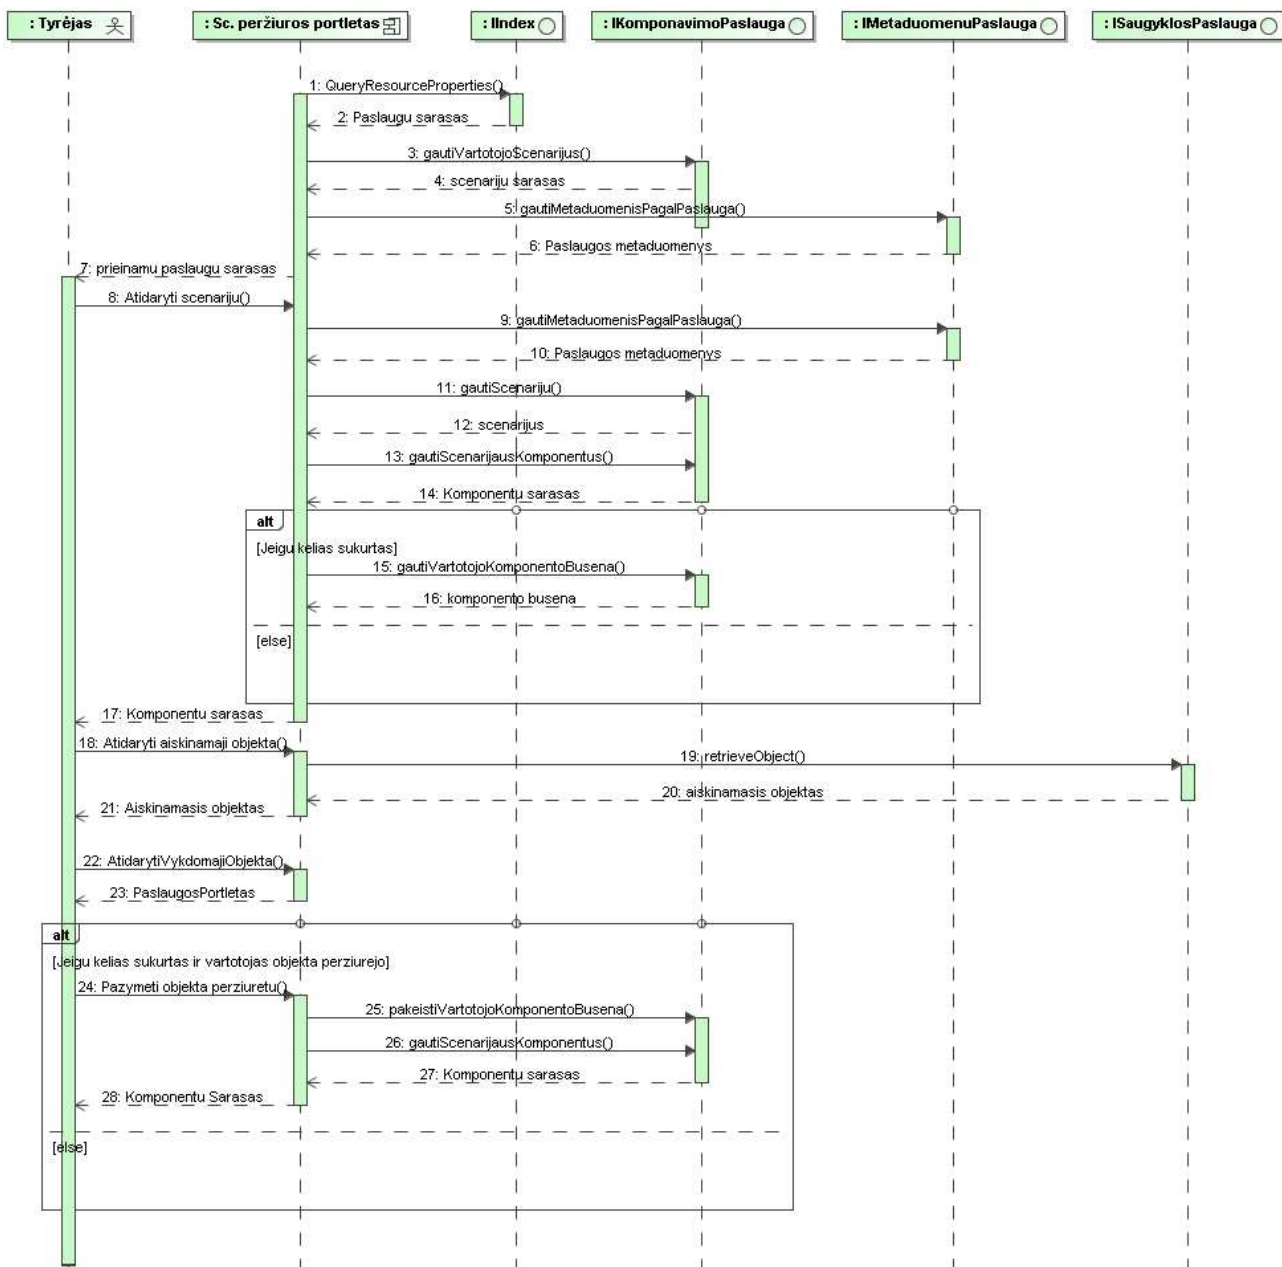 : Tyrėjas
: Sc. peržiuros portletas
: IIndex
: IKomponavimoPaslauga
: IMetaduomenuPaslauga
: ISaugyklosPaslauga
1: QueryResourceProperties()
2: Paslaugu sarasas
3: gautiVartotojoScenarijus()
4: scenariju sarasas
5: gautiMetaduomenisPagalPaslauga()
6: Paslaugos metaduomenys
7: prieinamu paslaugu sarasas
8: Atidaryti scenariju()
9: gautiMetaduomenisPagalPaslauga()
10: Paslaugos metaduomenys
11: gautiScenariju()
12: scenarijus
13: gautiScenarijausKomponentus()
14: Komponentu sarasas
alt
[Jeigu kelias sukurtas]
15: gautiVartotojoKomponentoBusena()
16: komponento busena
[else]
17: Komponentu sarasas
18: Atidaryti aiskinamaji objekta()
19: retrieveObject()
20: aiskinamasis objektas
21: Aiskinamasis objektas
22: AtidarytiVykdomajiObjekta()
23: PaslaugosPortletas
alt
[Jeigu kelias sukurtas ir vartotojas objekta perziurejo]
24: Pazymeti objekta perziuretu()
25: pakeistiVartotojoKomponentoBusena()
26: gautiScenarijausKomponentus()
27: Komponentu sarasas
28: Komponentu Sarasas
[else]